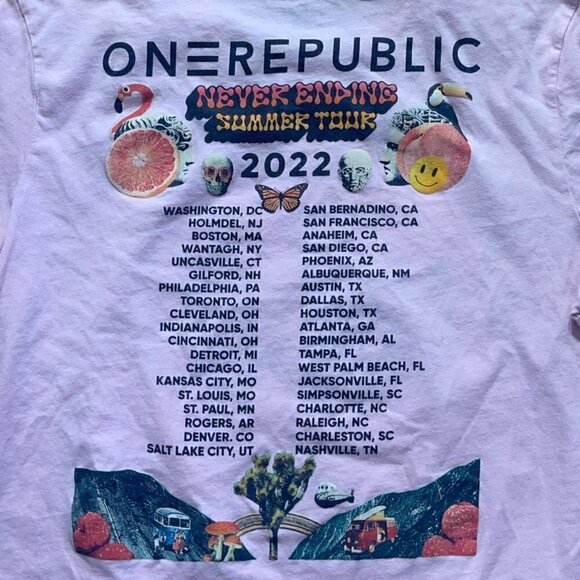 ONEREPUBLIC
NEVER ENDING
SUMMER TOUR
2022
WASHINGTON, DC
HOLMDEL, NJ
BOSTON, MA
WANTAGH, NY
UNCASVILLE, CT
GILFORD, NH
PHILADELPHIA, PA
TORONTO, ON
CLEVELAND, OH
INDIANAPOLIS, IN
CINCINNATI, OH
DETROIT, MI
CHICAGO, IL
KANSAS CITY, MO
ST. LOUIS, MO
ST. PAUL, MN
ROGERS, AR
DENVER. CO
SALT LAKE CITY, UT
SAN BERNADINO, CA
SAN FRANCISCO, CA
ANAHEIM, CA
SAN DIEGO, CA
PHOENIX, AZ
ALBUQUERQUE, NM
AUSTIN, TX
DALLAS, TX
HOUSTON, TX
ATLANTA, GA
BIRMINGHAM, AL
TAMPA, FL
WEST PALM BEACH, FL
JACKSONVILLE, FL
SIMPSONVILLE, SC
CHARLOTTE, NC
RALEIGH, NC
CHARLESTON, SC
NASHVILLE, TN